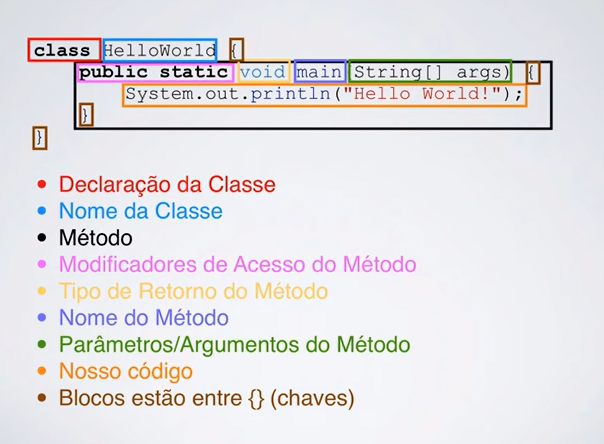 class HelloWorld {
public static void main String[] args) {
System.out.println("Hello World!");
}
}
• Declaração da Classe
• Nome da Classe
• Método
• Modificadores de Acesso do Método
• Tipo de Retorno do Método
• Nome do Método
• Parâmetros/Argumentos do Método
• Nosso código
• Blocos estão entre {} (chaves)